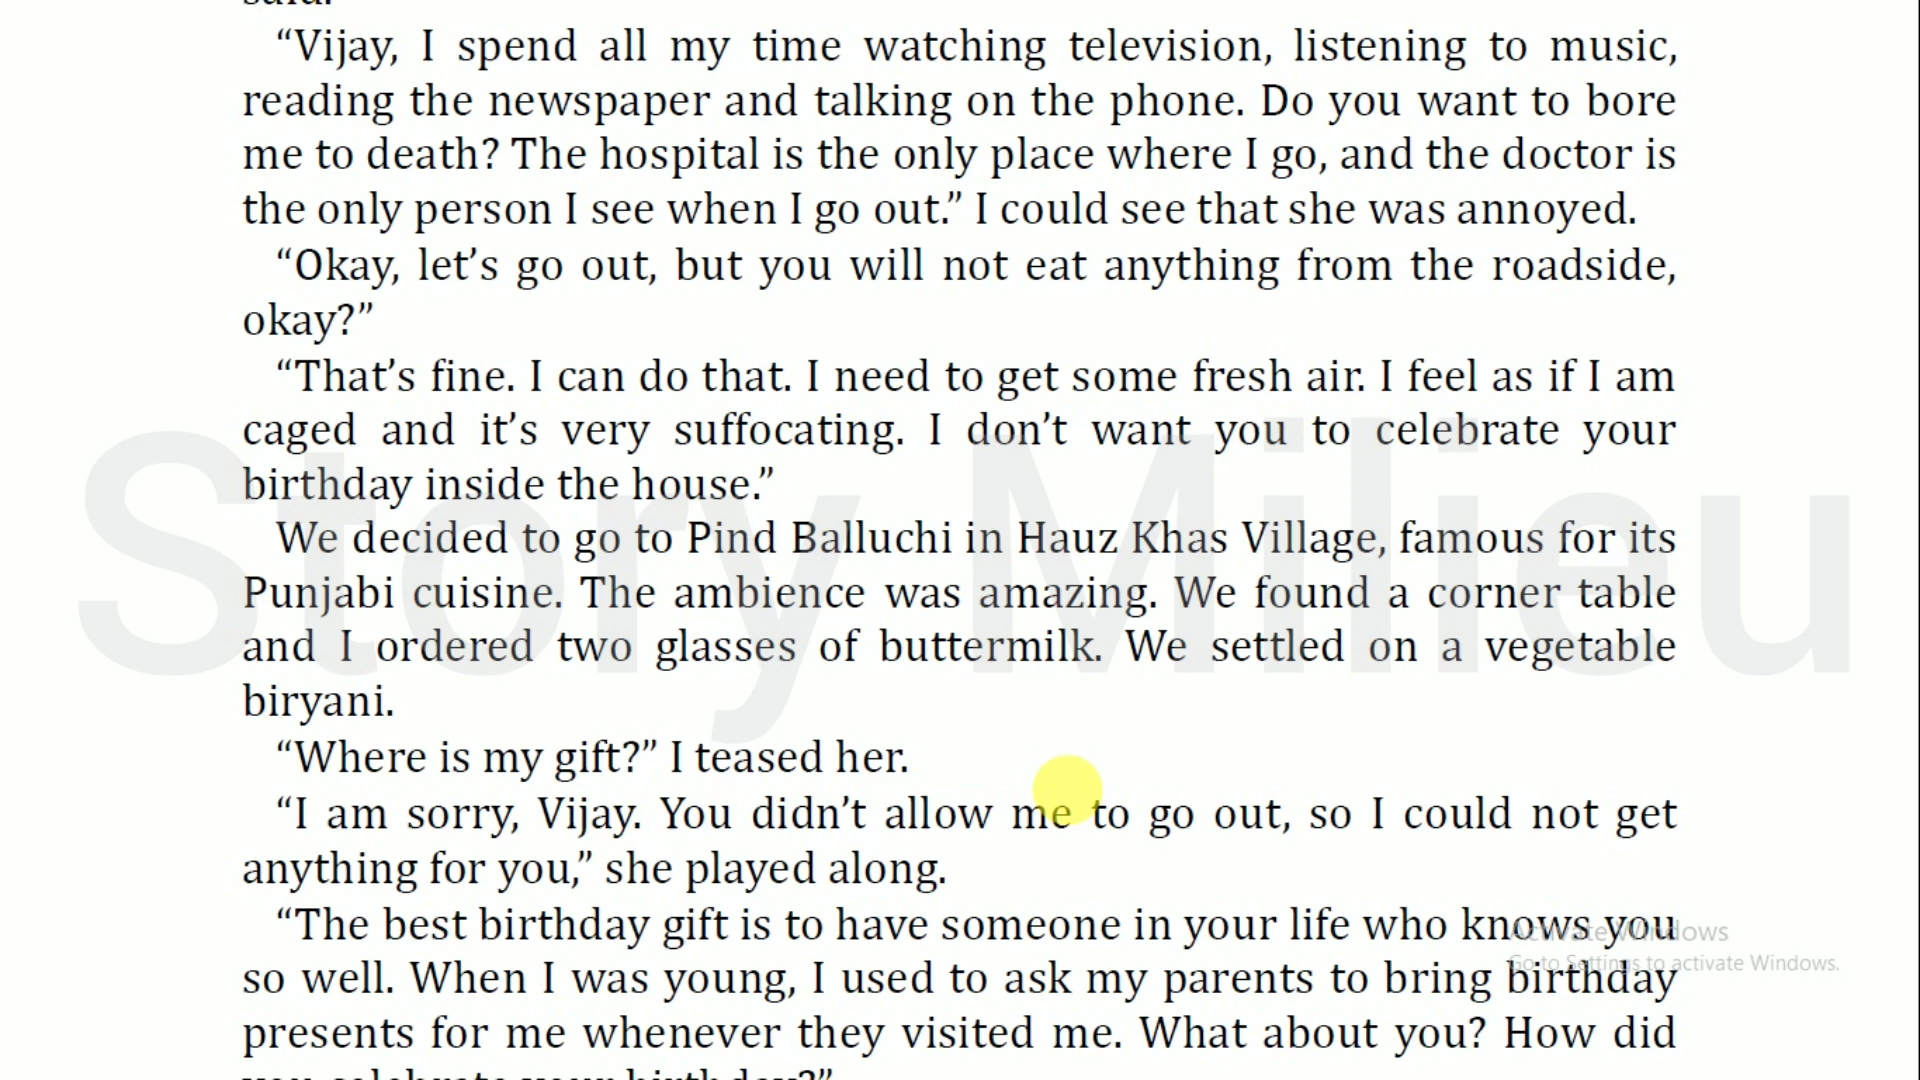 said.
“Vijay, I spend all my time watching television, listening to music,
reading the newspaper and talking on the phone. Do you want to bore
me to death? The hospital is the only place where I go, and the doctor is
the only person I see when I go out.” I could see that she was annoyed.
“Okay, let’s go out, but you will not eat anything from the roadside,
okay?”
“That’s fine. I can do that. I need to get some fresh air. I feel as if I am
caged and it’s very suffocating. I don’t want you to celebrate your
birthday inside the house.”
We decided to go to Pind Balluchi in Hauz Khas Village, famous for its
Punjabi cuisine. The ambience was amazing. We found a corner table
and I ordered two glasses of buttermilk. We settled on a vegetable
biryani.
Story Milieu
“Where is my gift?” I teased her.
“I am sorry, Vijay. You didn’t allow me to go out, so I could not get
anything for you,” she played along.
“The best birthday gift is to have someone in your life who knows you
so well. When I was young, I used to ask my parents to bring birthday
presents for me whenever they visited me. What about you? How did
you celebrate your birthday?”
Activate Windows
Go to Settings to activate Windows.